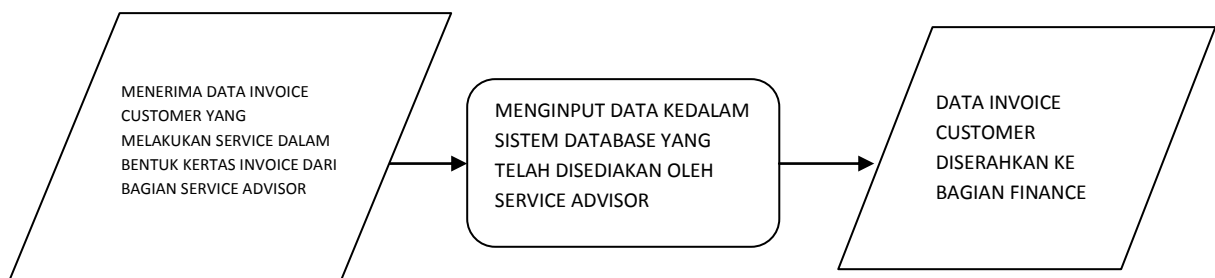 MENERIMA DATA INVOICE
CUSTOMER YANG
MELAKUKAN SERVICE DALAM
BENTUK KERTAS INVOICE DARI
BAGIAN SERVICE ADVISOR
MENGINPUT DATA KEDALAM
SISTEM DATABASE YANG
TELAH DISEDIAKAN OLEH
SERVICE ADVISOR
DATA INVOICE
CUSTOMER
DISERAHKAN KE
BAGIAN FINANCE